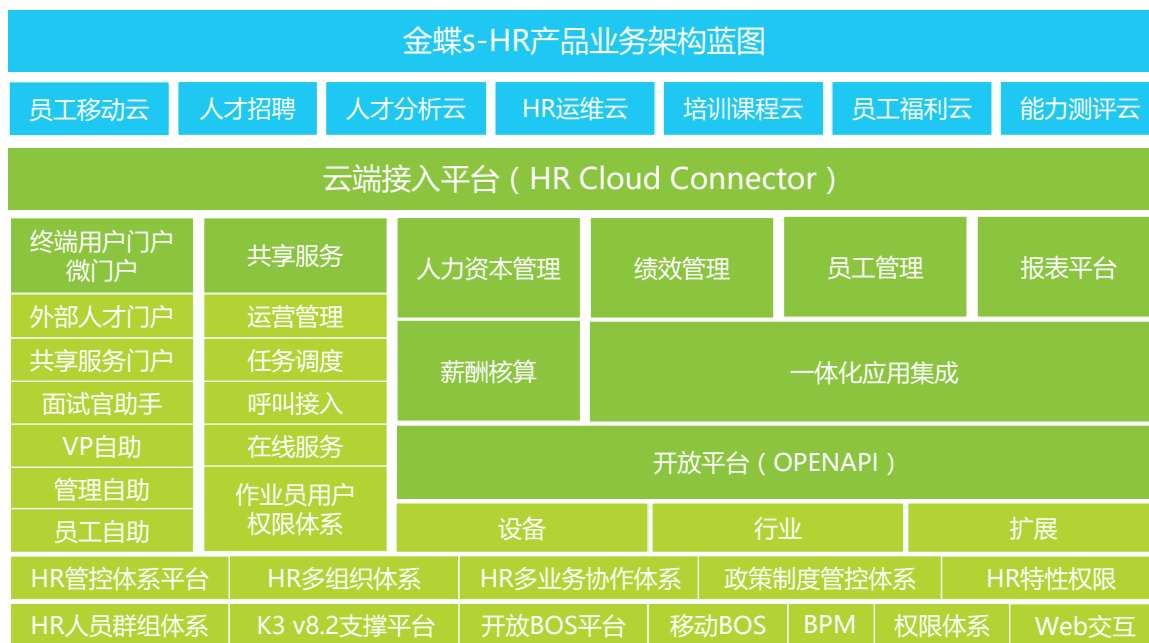 金蝶s-HR产品业务架构蓝图
员工移动云
人才招聘
人才分析云
HR运维云
培训课程云
员工福利云
能力测评云
云端接入平台（HR Cloud Connector）
终端用户门户
微门户
外部人才门户
共享服务门户
面试官助手
VP自助
管理自助
员工自助
共享服务
运营管理
任务调度
呼叫接入
在线服务
作业员用户
权限体系
人力资本管理
绩效管理
员工管理
报表平台
薪酬核算
一体化应用集成
开放平台（OPENAPI）
设备
行业
扩展
HR管控体系平台
HR多组织体系
HR多业务协作体系
政策制度管控体系
HR特性权限
HR人员群组体系
K3 v8.2支撑平台
开放BOS平台
移动BOS
BPM
权限体系
Web交互